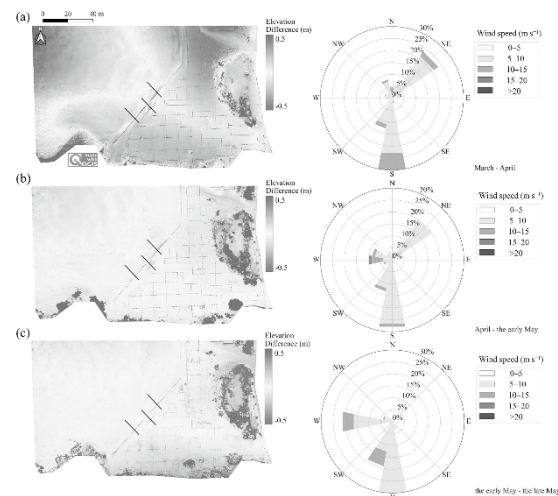 (a)
0 20 40 m
N
Elevation
Difference (m)
0.5
-0.5
QGIS
N
NE
E
SE
S
SW
W
NW
30%
25%
20%
15%
10%
5%
0%
Wind speed (m s⁻¹)
0–5
5–10
10–15
15–20
>20
March - April
(b)
Elevation
Difference (m)
0.5
-0.5
N
NE
E
SE
S
SW
W
NW
30%
25%
20%
15%
10%
5%
0%
Wind speed (m s⁻¹)
0–5
5–10
10–15
15–20
>20
April - the early May
(c)
Elevation
Difference (m)
0.5
-0.5
N
NE
E
SE
SW
W
NW
30%
25%
20%
15%
10%
5%
0%
Wind speed (m s⁻¹)
0–5
5–10
10–15
15–20
>20
the early May - the late May